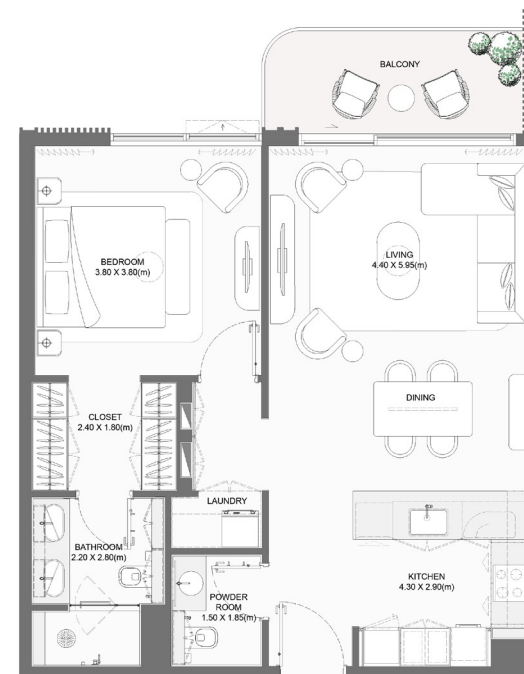 BALCONY
BEDROOM
3.80 X 3.80(m)
LIVING
4.40 X 5.95(m)
CLOSET
2.40 X 1.80(m)
DINING
LAUNDRY
BATHROOM
2.20 X 2.80(m)
POWDER
ROOM
1.50 X 1.85(m)
KITCHEN
4.30 X 2.90(m)